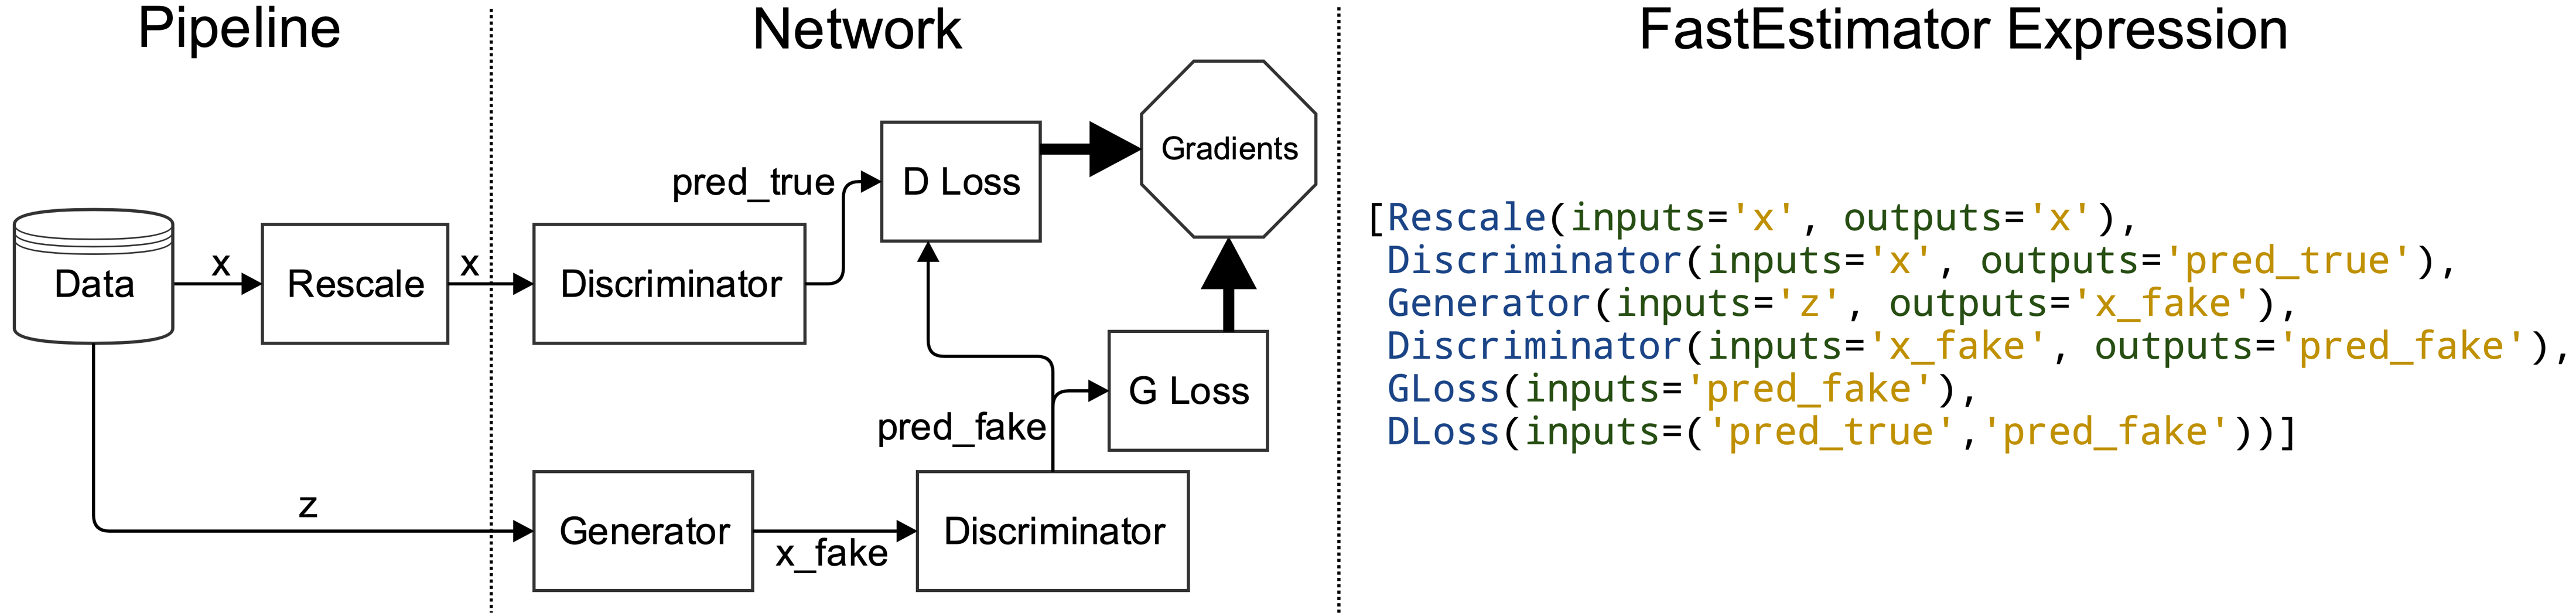 Pipeline
Network
FastEstimator Expression
Data
x
Rescale
x
Discriminator
pred_true
D Loss
Gradients
G Loss
pred_fake
z
Generator
x_fake
Discriminator
[Rescale(inputs='x', outputs='x'),
Discriminator(inputs='x', outputs='pred_true'),
Generator(inputs='z', outputs='x_fake'),
Discriminator(inputs='x_fake', outputs='pred_fake'),
GLoss(inputs='pred_fake'),
DLoss(inputs=('pred_true','pred_fake'))]